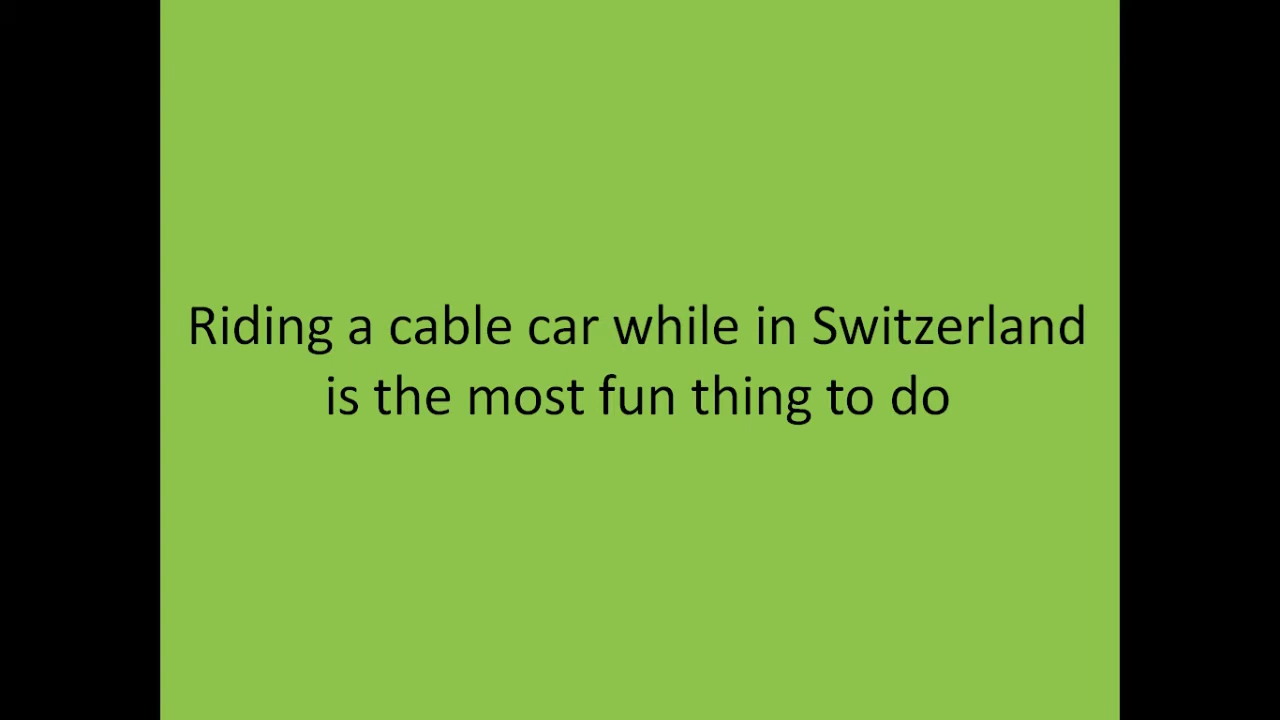 Riding a cable car while in Switzerland
is the most fun thing to do